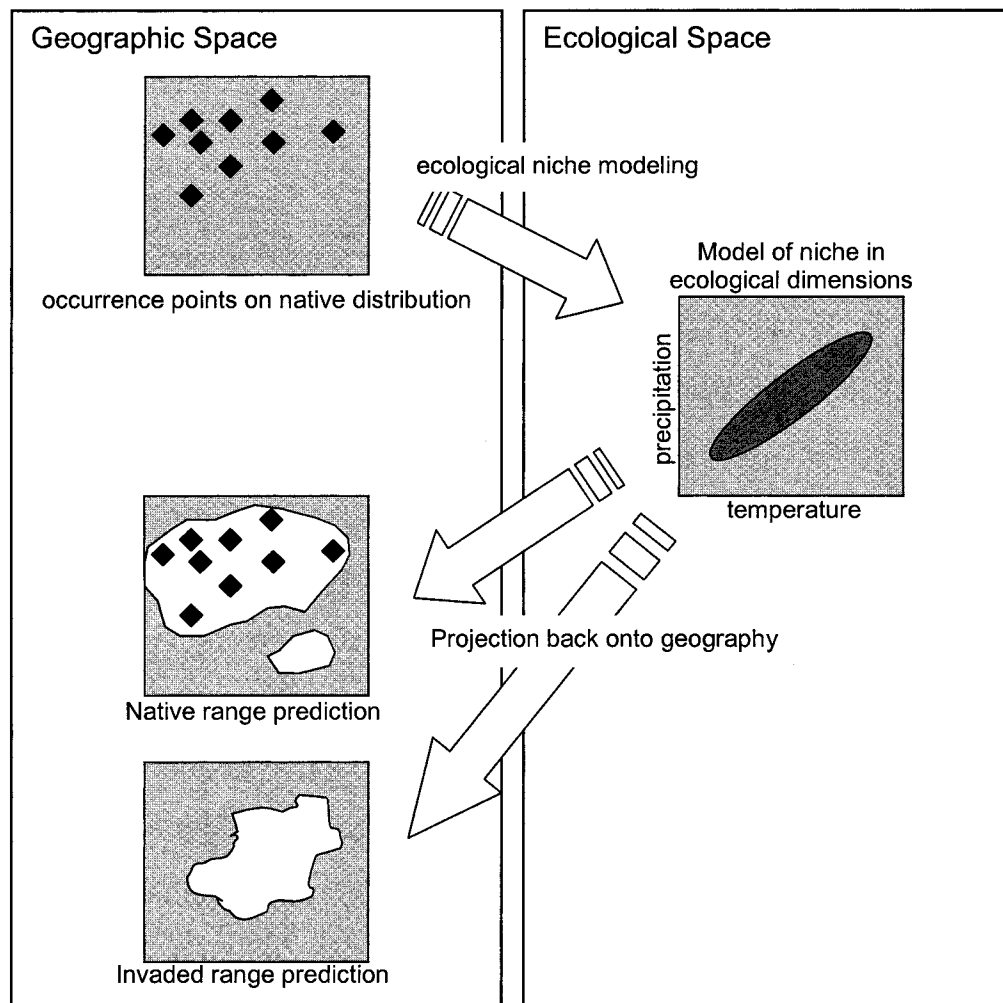 Geographic Space
Ecological Space
ecological niche modeling
occurrence points on native distribution
Model of niche in
ecological dimensions
precipitation
temperature
Projection back onto geography
Native range prediction
Invaded range prediction